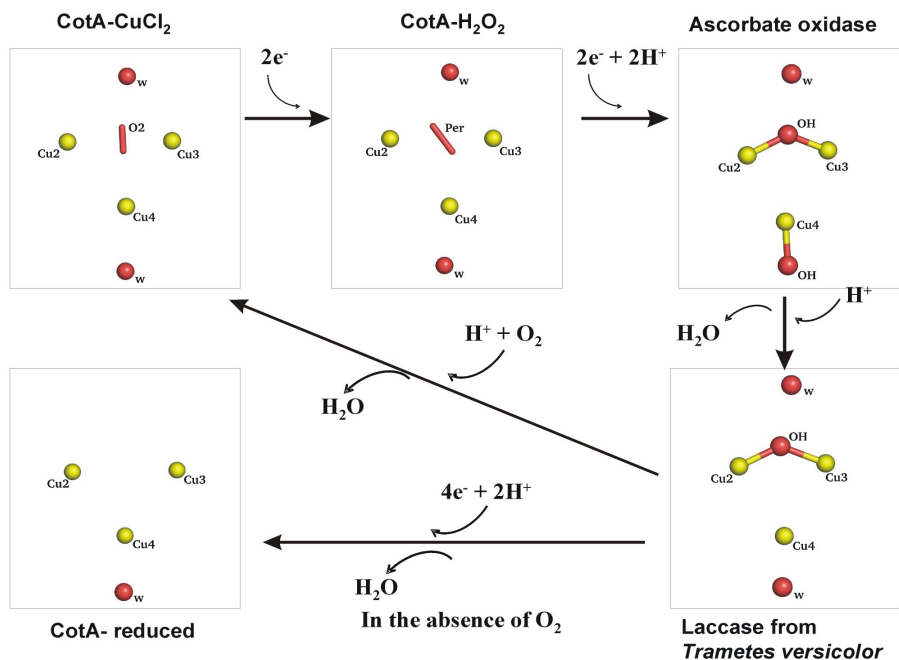 CotA-CuCl₂
CotA-H₂O₂
Ascorbate oxidase
2e⁻
2e⁻ + 2H⁺
w
O2
Cu2
Cu3
Cu4
w
w
Per
Cu2
Cu3
Cu4
w
w
OH
Cu2
Cu3
Cu4
OH
H⁺
H₂O
H⁺ + O₂
H₂O
Cu2
Cu3
Cu4
w
4e⁻ + 2H⁺
H₂O
w
OH
Cu2
Cu3
Cu4
w
CotA- reduced
In the absence of O₂
Laccase from
Trametes versicolor